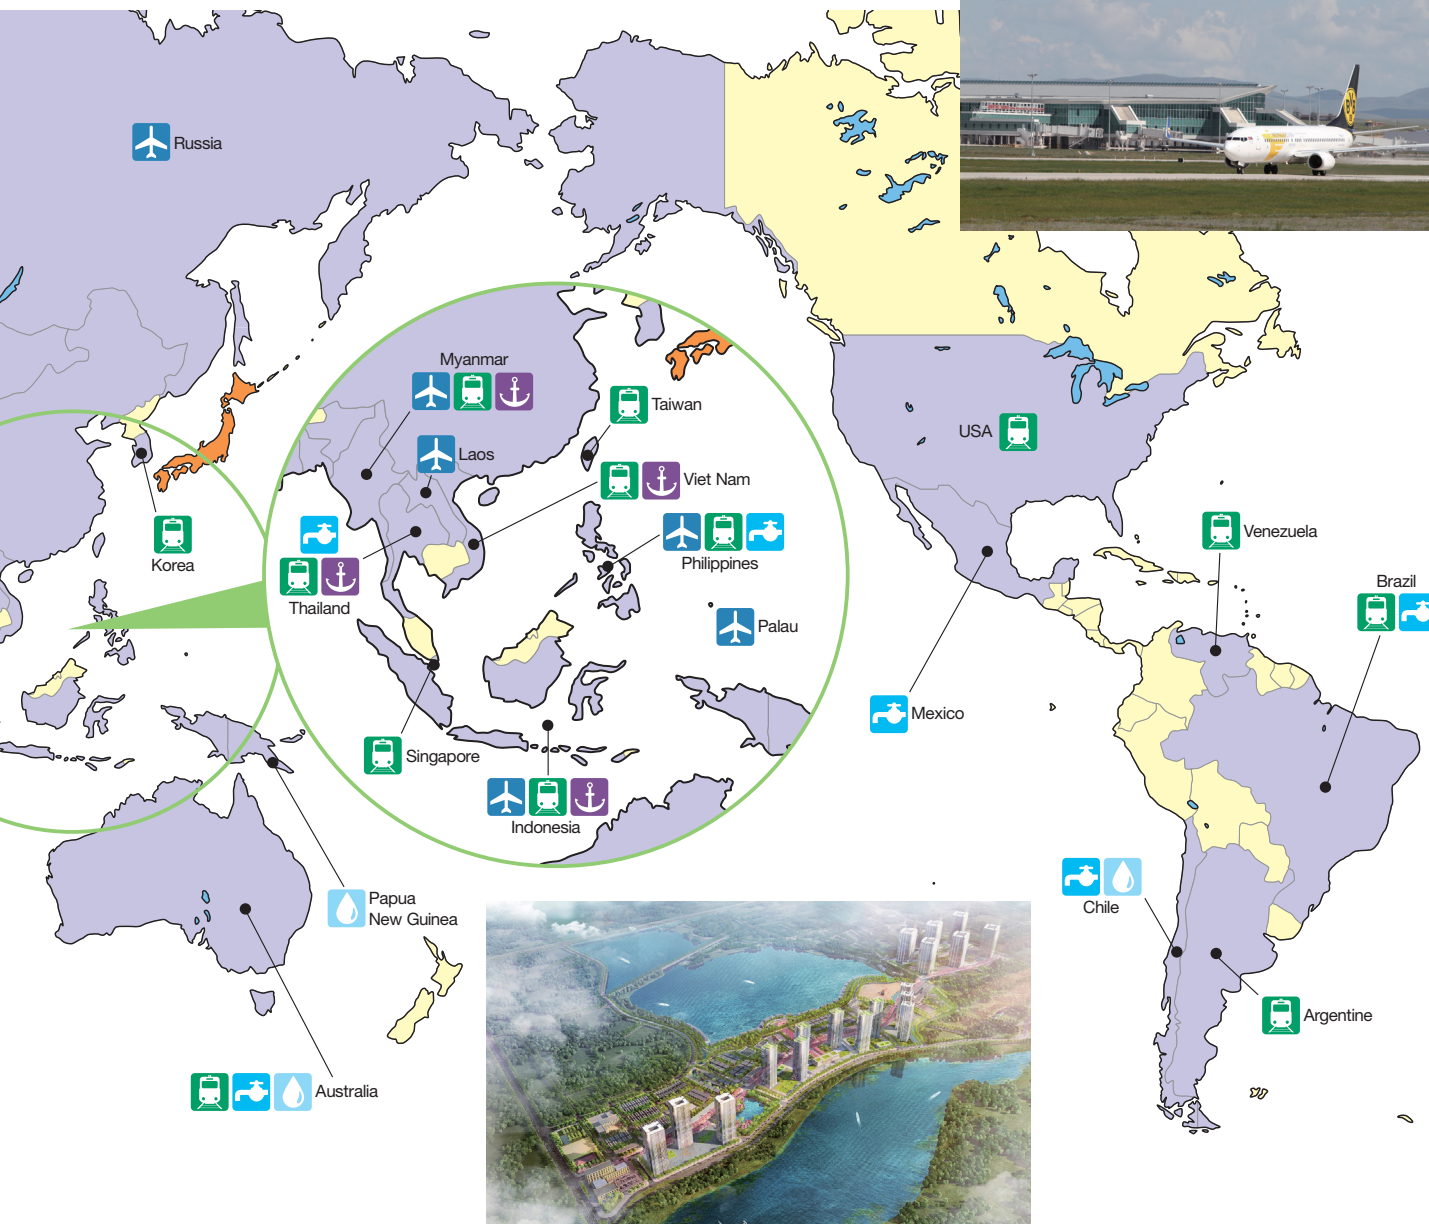 Russia
Myanmar
Taiwan
Laos
USA
Viet Nam
Venezuela
Korea
Philippines
Brazil
Thailand
Palau
Mexico
Singapore
Indonesia
Papua
New Guinea
Chile
Argentine
Australia